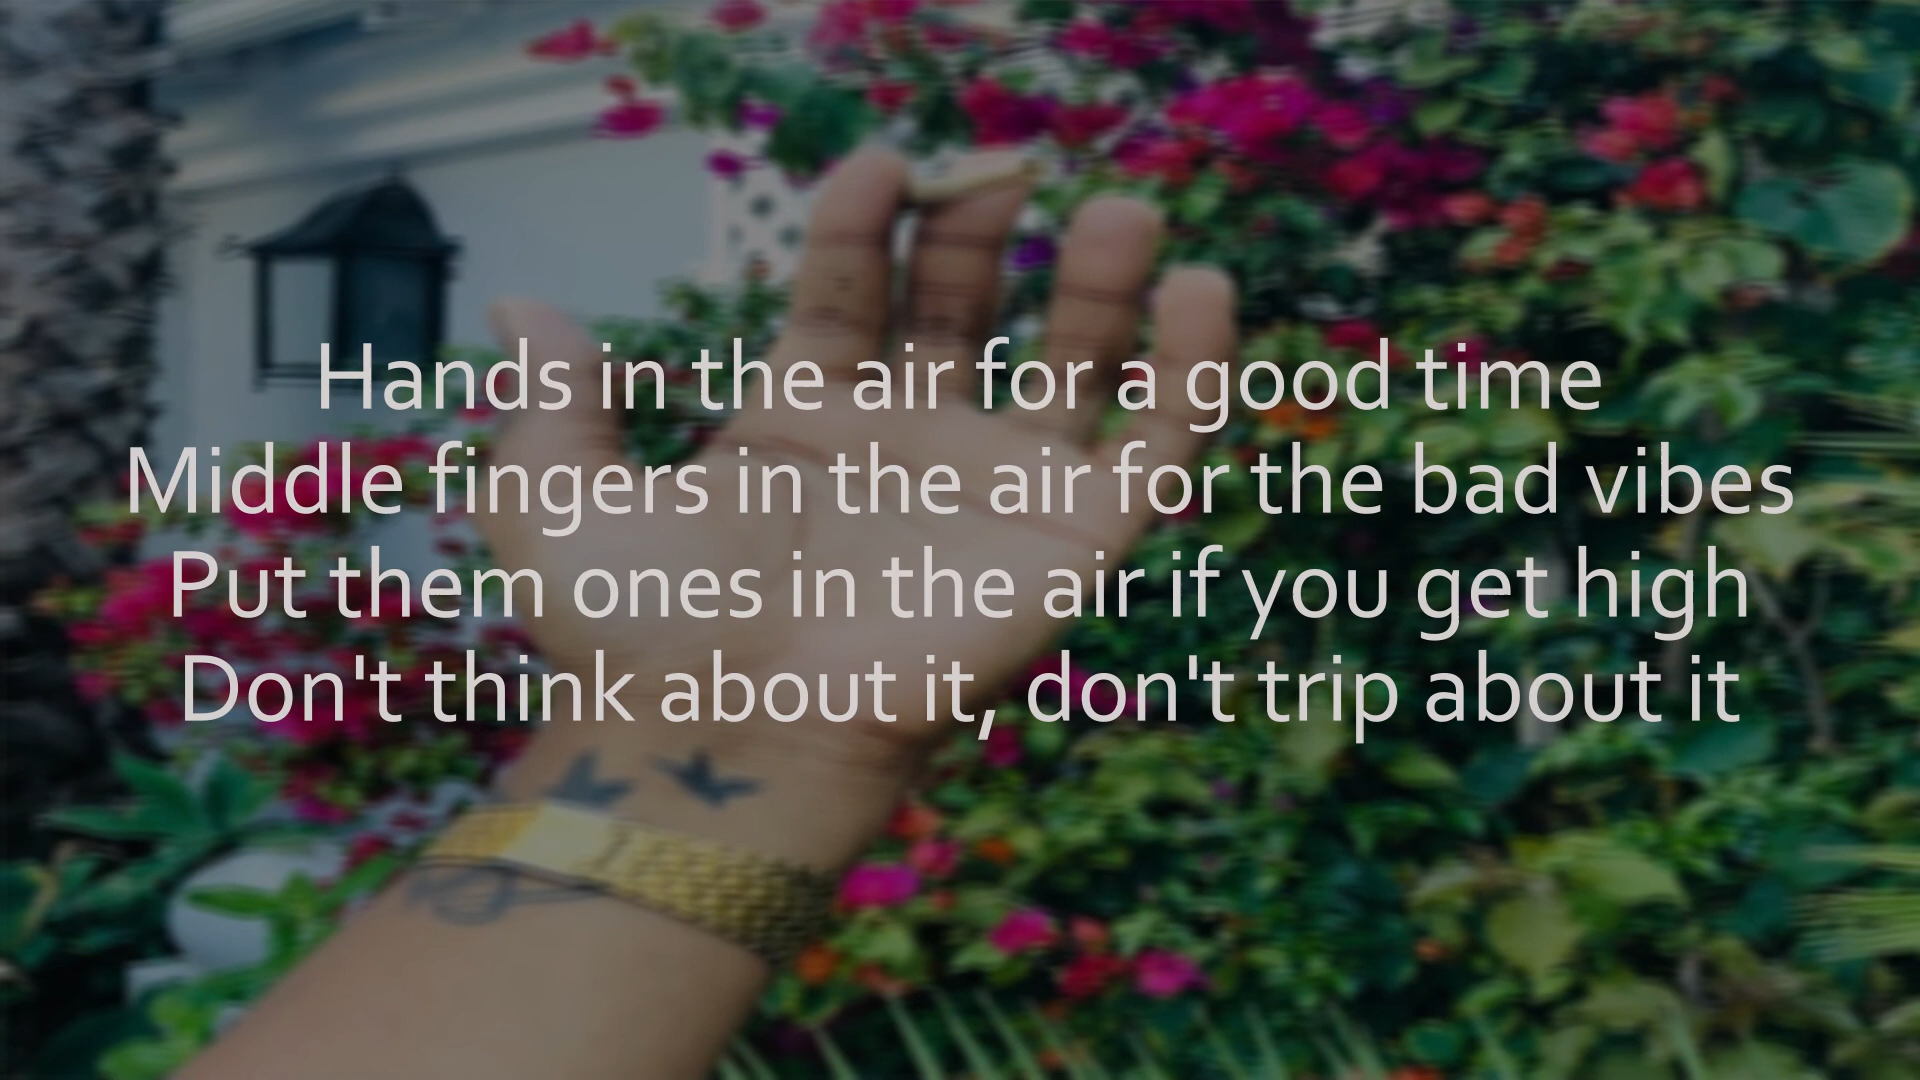 Hands in the air for a good time
Middle fingers in the air for the bad vibes
Put them ones in the air if you get high
Don't think about it, don't trip about it